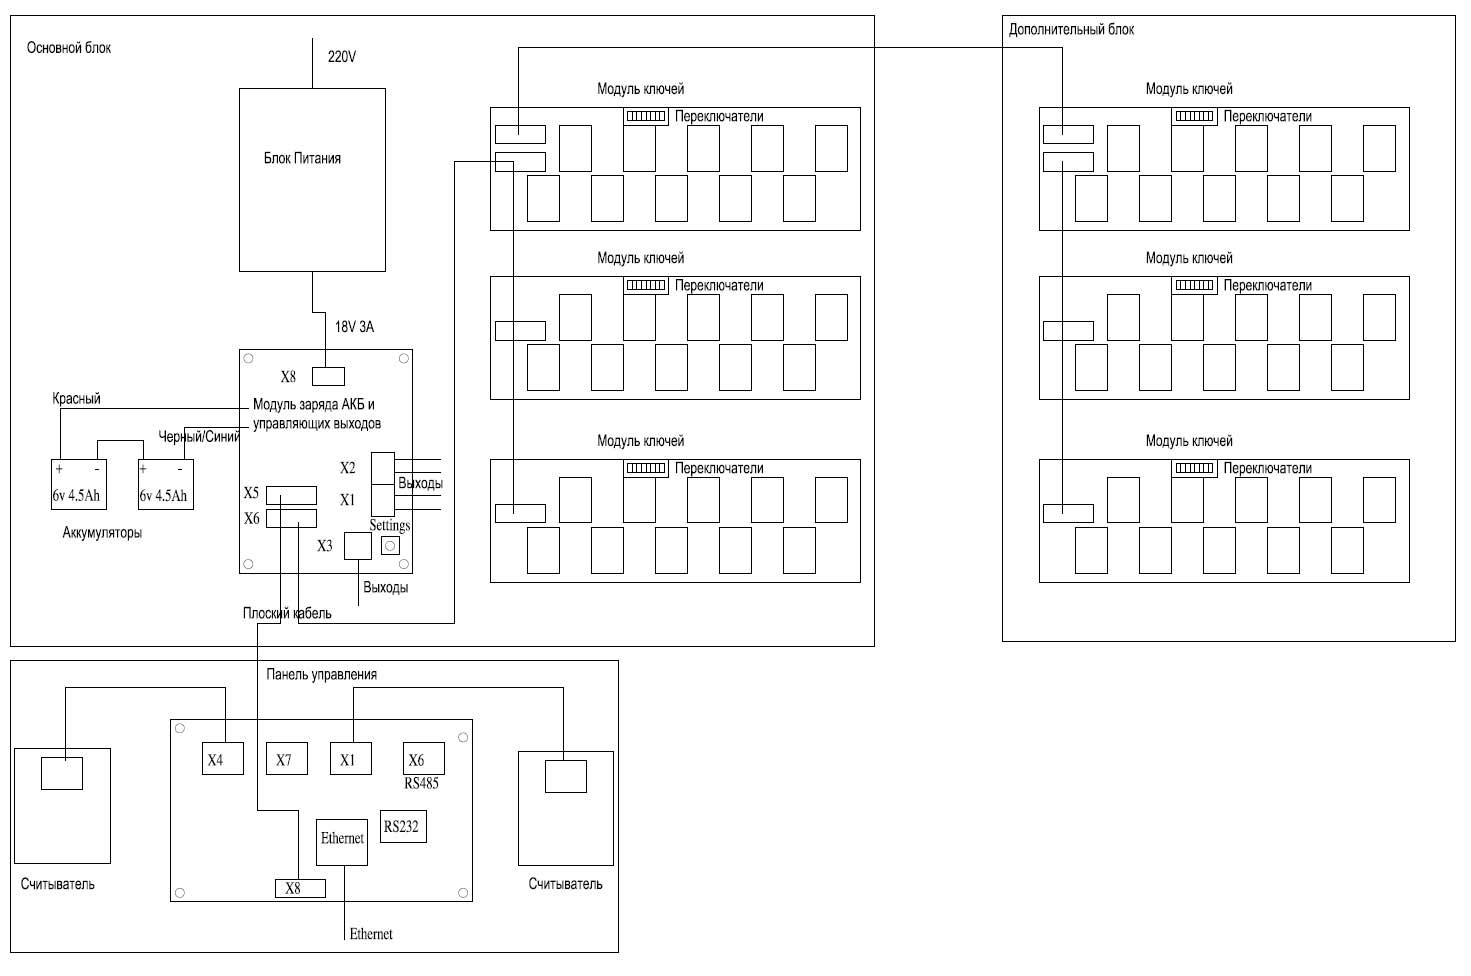 Основной блок
220V
Блок Питания
18V 3A
X8
Модуль заряда АКБ и
управляющих выходов
Красный
Черный/Синий
+ -
6v 4.5Ah
+ -
6v 4.5Ah
Аккумуляторы
X2
Выходы
X1
X5
X6
Settings
X3
Выходы
Плоский кабель
Модуль ключей
Переключатели
Модуль ключей
Переключатели
Модуль ключей
Переключатели
Дополнительный блок
Модуль ключей
Переключатели
Модуль ключей
Переключатели
Модуль ключей
Переключатели
Панель управления
X4
X7
X1
X6
RS485
RS232
Ethernet
X8
Ethernet
Считыватель
Считыватель